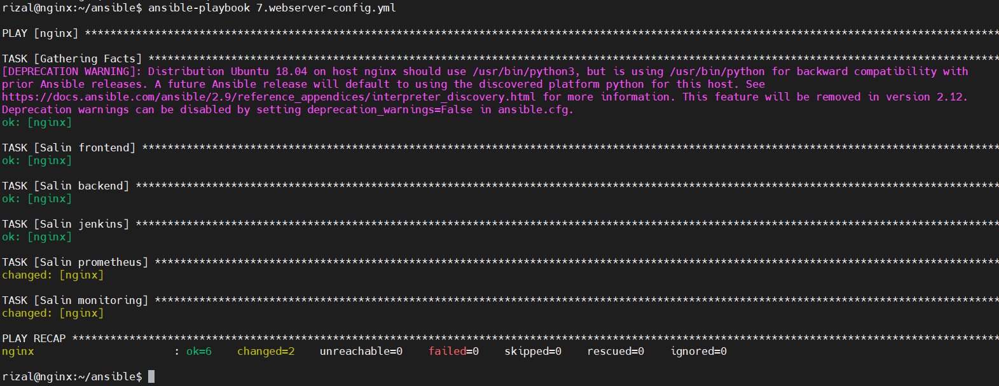 rizal@nginx:~/ansible$ ansible-playbook 7.webserver-config.yml
PLAY [nginx] ************************************************************************************************************************************************
TASK [Gathering Facts] **************************************************************************************************************************************
[DEPRECATION WARNING]: Distribution Ubuntu 18.04 on host nginx should use /usr/bin/python3, but is using /usr/bin/python for backward compatibility with
prior Ansible releases. A future Ansible release will default to using the discovered platform python for this host. See
https://docs.ansible.com/ansible/2.9/reference_appendices/interpreter_discovery.html for more information. This feature will be removed in version 2.12.
Deprecation warnings can be disabled by setting deprecation_warnings=False in ansible.cfg.
ok: [nginx]
TASK [Salin frontend] ***************************************************************************************************************************************
ok: [nginx]
TASK [Salin backend] ****************************************************************************************************************************************
ok: [nginx]
TASK [Salin jenkins] ****************************************************************************************************************************************
ok: [nginx]
TASK [Salin prometheus] *************************************************************************************************************************************
changed: [nginx]
TASK [Salin monitoring] *************************************************************************************************************************************
changed: [nginx]
PLAY RECAP **************************************************************************************************************************************************
nginx                      : ok=6    changed=2    unreachable=0    failed=0    skipped=0    rescued=0    ignored=0
rizal@nginx:~/ansible$